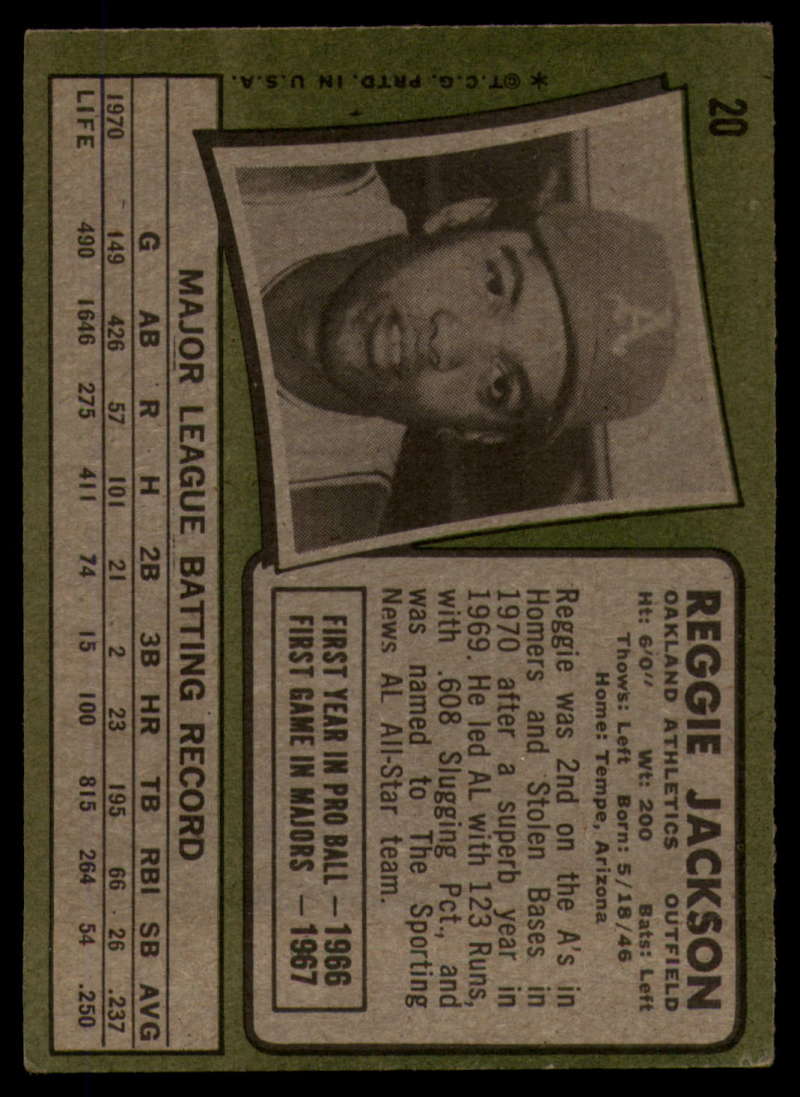 20
REGGIE JACKSON
OAKLAND ATHLETICS OUTFIELD
Ht: 6'0" Wt: 200 Bats: Left
Thows: Left Born: 5/18/46
Home: Tempe, Arizona
Reggie was 2nd on the A's in
Homers and Stolen Bases in
1970 after a superb year in
1969. He led AL with 123 Runs,
with .608 Slugging Pct., and
was named to The Sporting
News AL All-Star team.
FIRST YEAR IN PRO BALL — 1966
FIRST GAME IN MAJORS — 1967
A
MAJOR LEAGUE BATTING RECORD
G AB R H 2B 3B HR TB RBI SB AVG
1970 149 426 57 101 21 2 23 195 66 26 .237
LIFE 490 1646 275 411 74 15 100 815 264 54 .250
* ©T.C.G. PRTD. IN U.S.A.